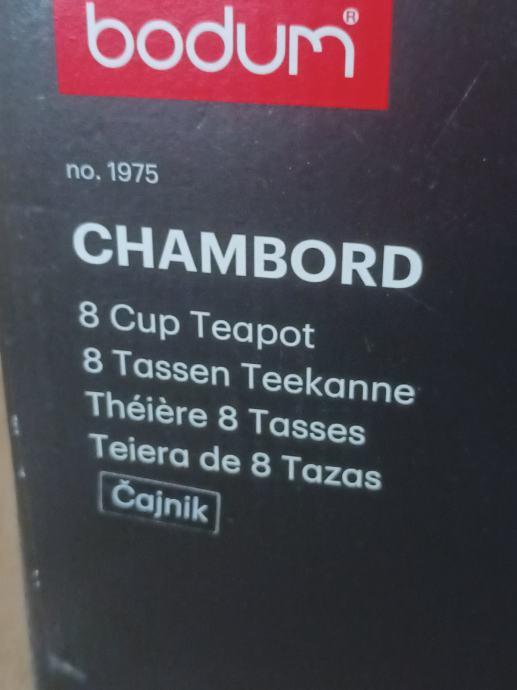 bodum®
no. 1975
CHAMBORD
8 Cup Teapot
8 Tassen Teekanne
Théière 8 Tasses
Teiera de 8 Tazas
Čajnik